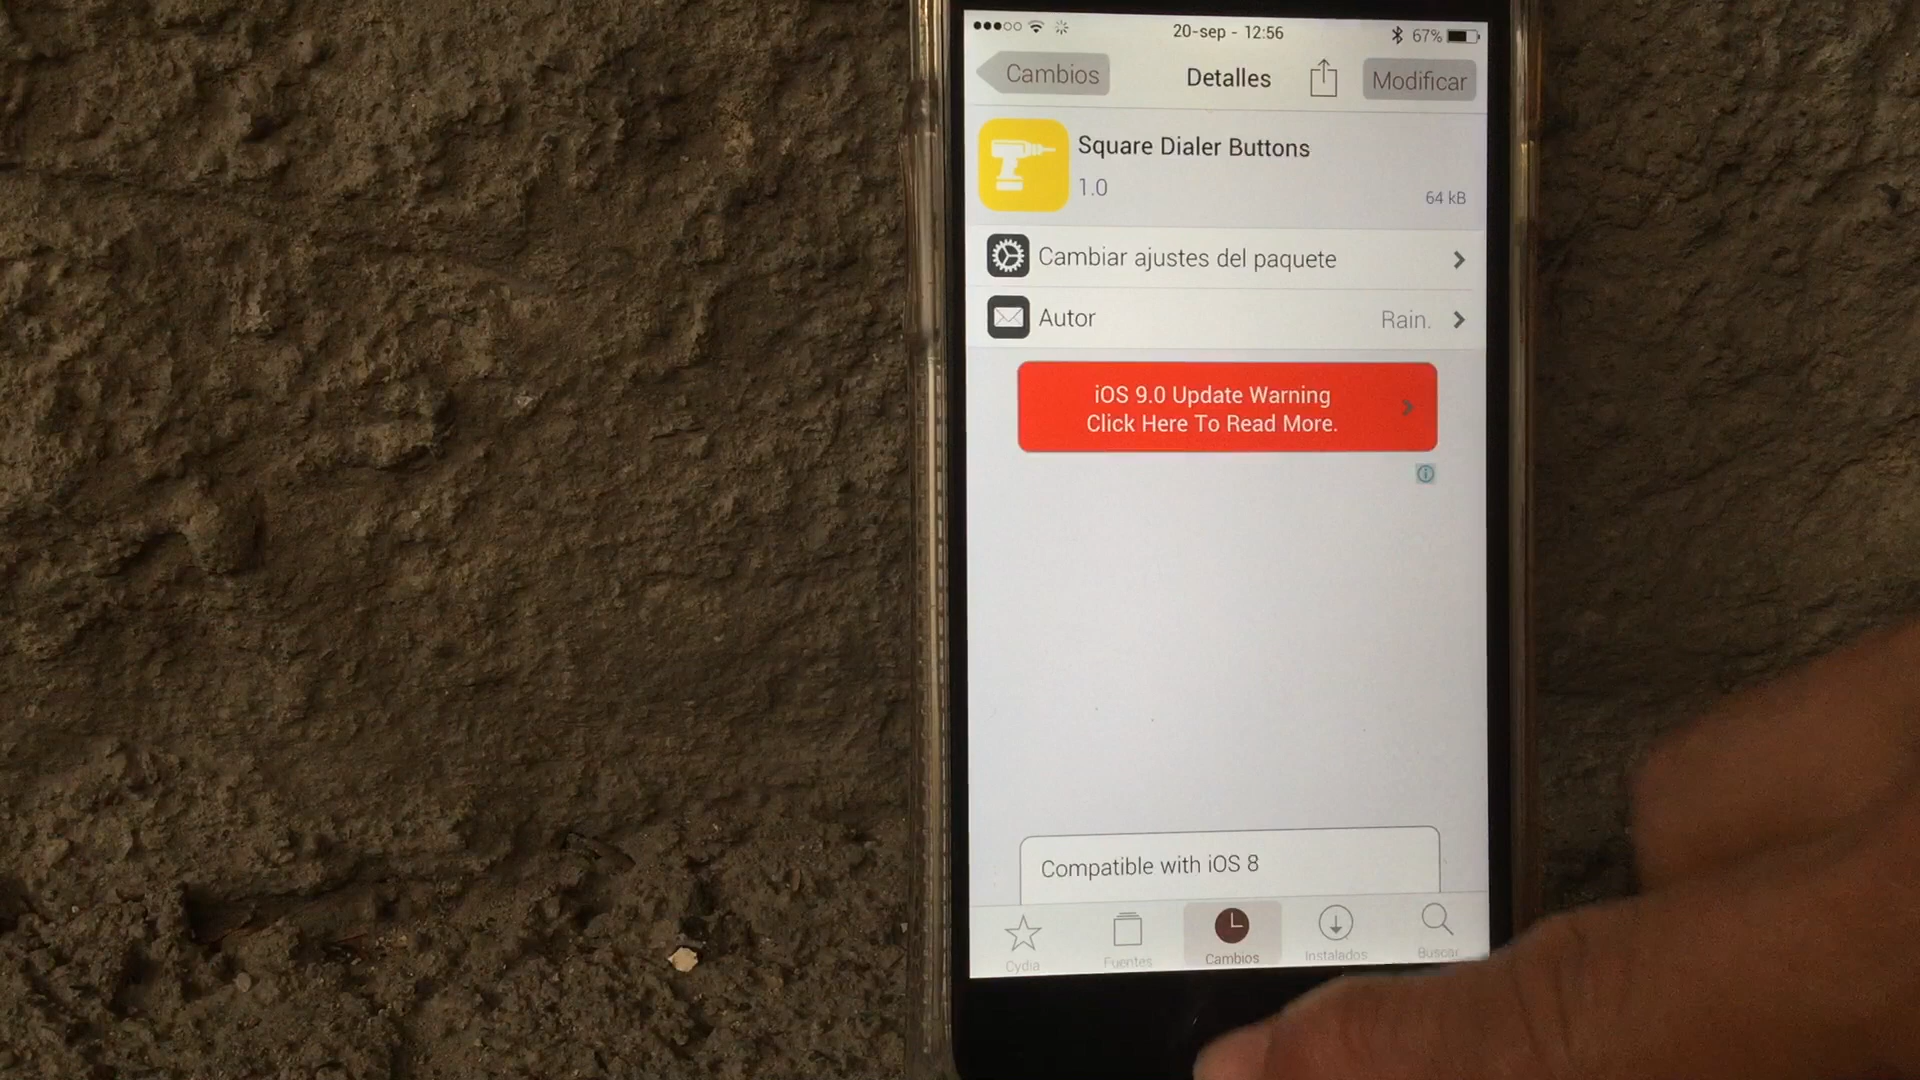 20-sep - 12:56
67%
Cambios
Detalles
Modificar
Square Dialer Buttons
1.0
64 kB
Cambiar ajustes del paquete
Autor
Rain.
iOS 9.0 Update Warning
Click Here To Read More.
Compatible with iOS 8
Cydia
Fuentes
Cambios
Instalados
Buscar